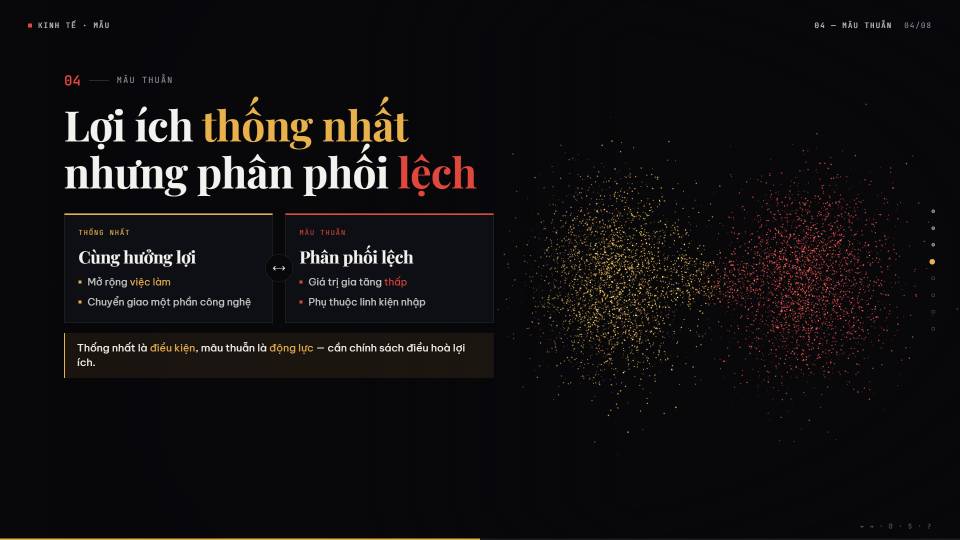 KINH TẾ · MẪU
04 — MÂU THUẪN 04/08
04 — MÂU THUẪN
Lợi ích thống nhất
nhưng phân phối lệch
THỐNG NHẤT
Cùng hưởng lợi
Mở rộng việc làm
Chuyển giao một phần công nghệ
↔
MÂU THUẪN
Phân phối lệch
Giá trị gia tăng thấp
Phụ thuộc linh kiện nhập
Thống nhất là điều kiện, mâu thuẫn là động lực — cần chính sách điều hoà lợi
ích.